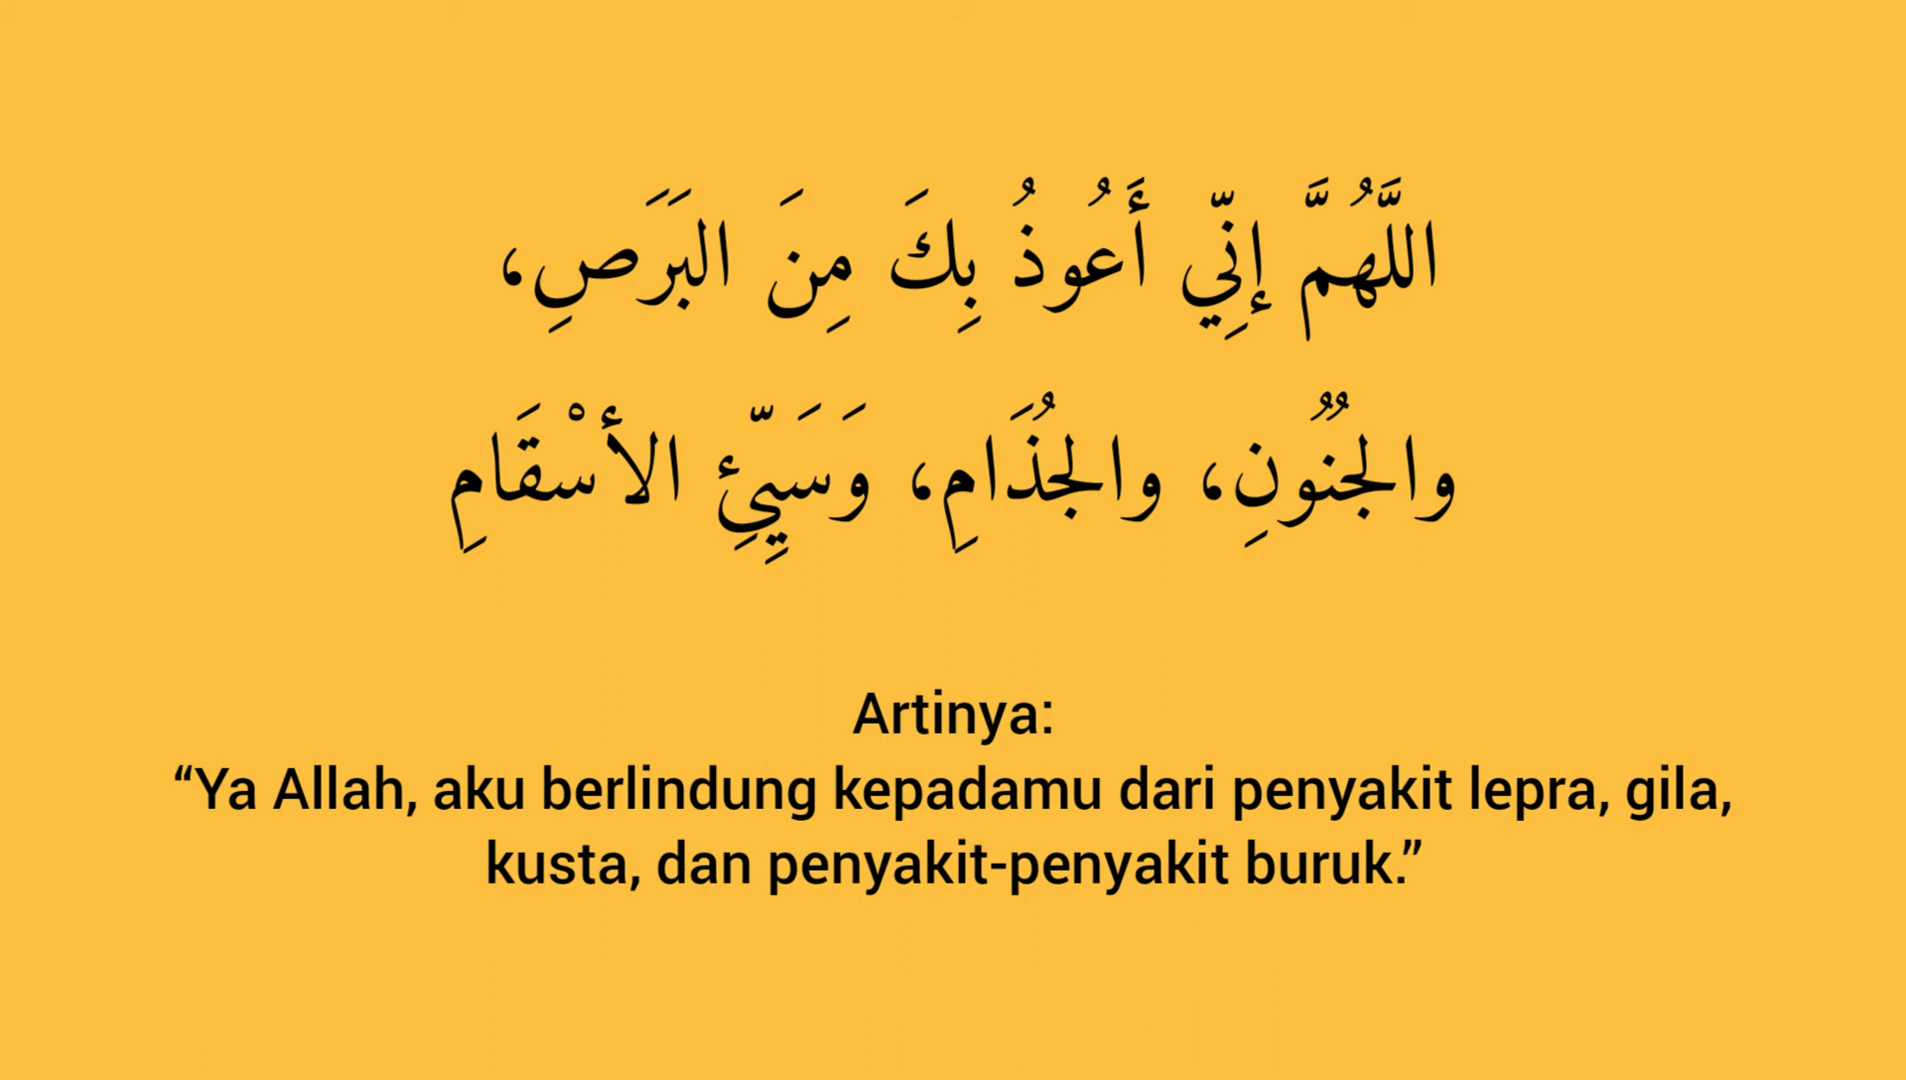 اللَّهُمَّ إِنِّي أَعُوذُ بِكَ مِنَ البَرَصِ،
والجُنُونِ، والجُذَامِ، وَسَيِّئِ الأسْقَامِ
Artinya:
“Ya Allah, aku berlindung kepadamu dari penyakit lepra, gila,
kusta, dan penyakit-penyakit buruk.”